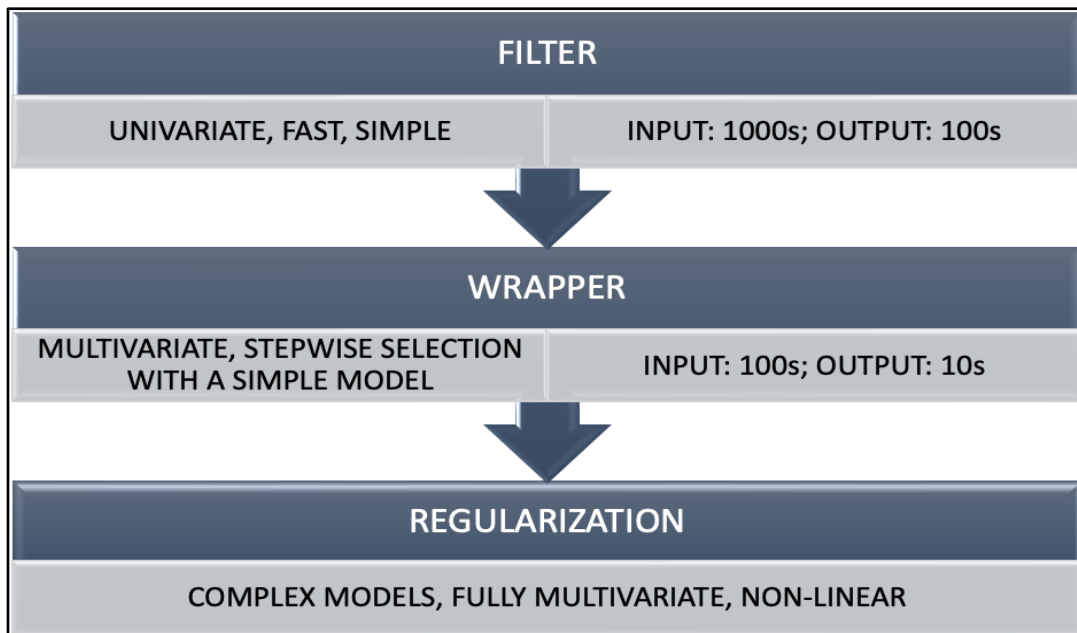 FILTER
UNIVARIATE, FAST, SIMPLE
INPUT: 1000s; OUTPUT: 100s
WRAPPER
MULTIVARIATE, STEPWISE SELECTION
WITH A SIMPLE MODEL
INPUT: 100s; OUTPUT: 10s
REGULARIZATION
COMPLEX MODELS, FULLY MULTIVARIATE, NON-LINEAR